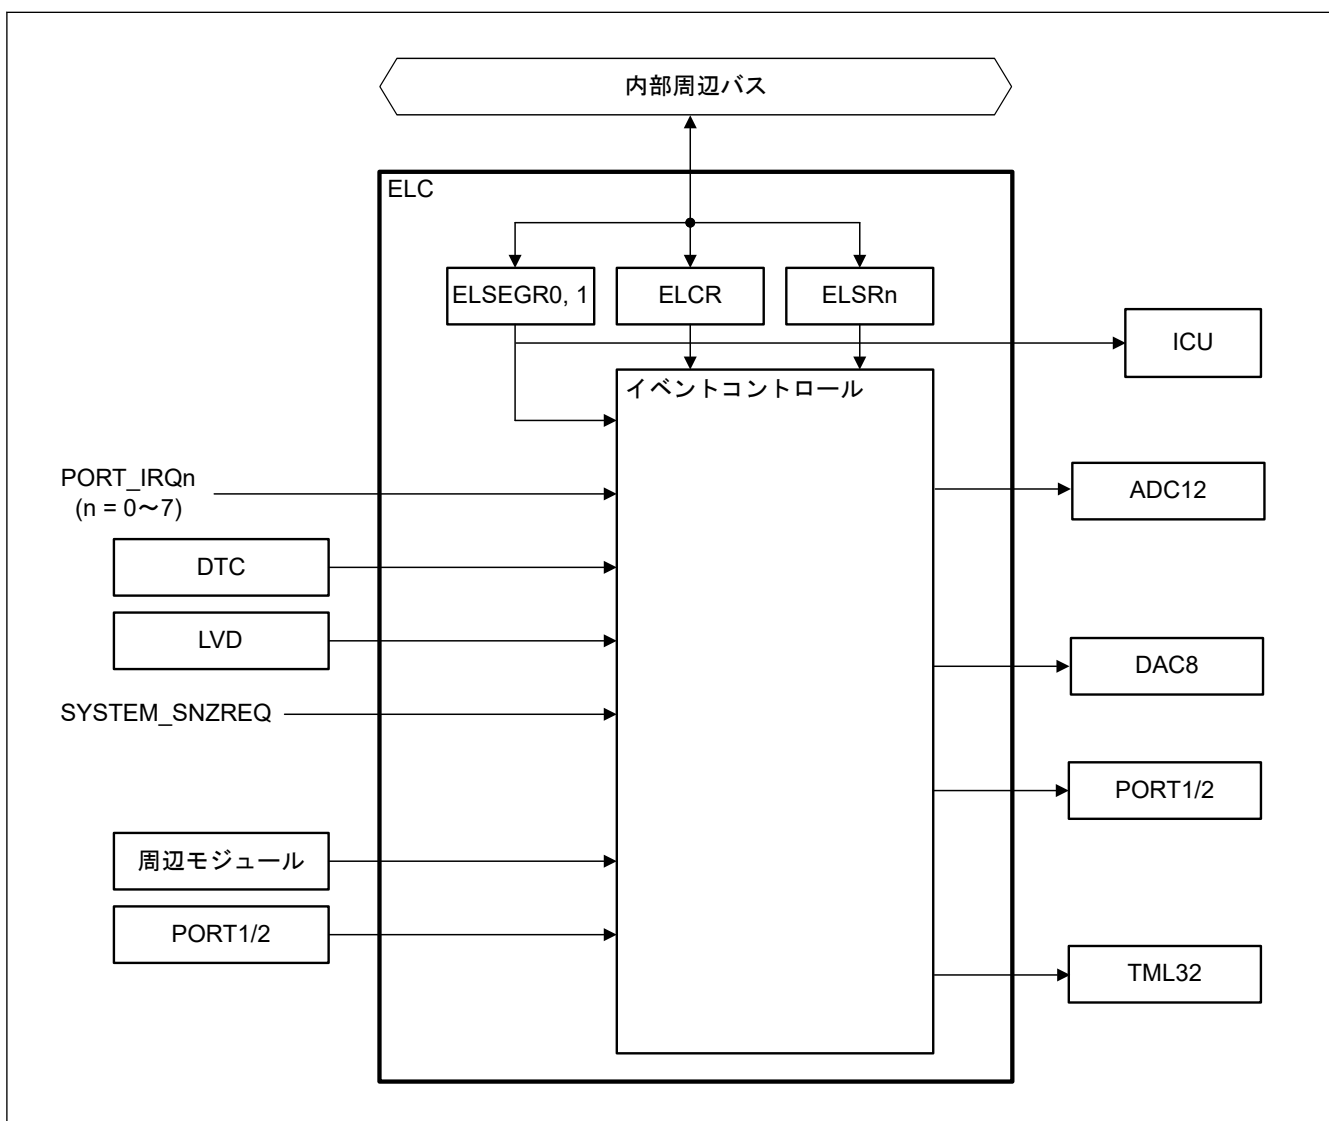 内部周辺バス
ELC
ELSEGR0, 1
ELCR
ELSRn
ICU
イベントコントロール
PORT_IRQn
(n = 0～7)
ADC12
DTC
LVD
DAC8
SYSTEM_SNZREQ
PORT1/2
周辺モジュール
PORT1/2
TML32